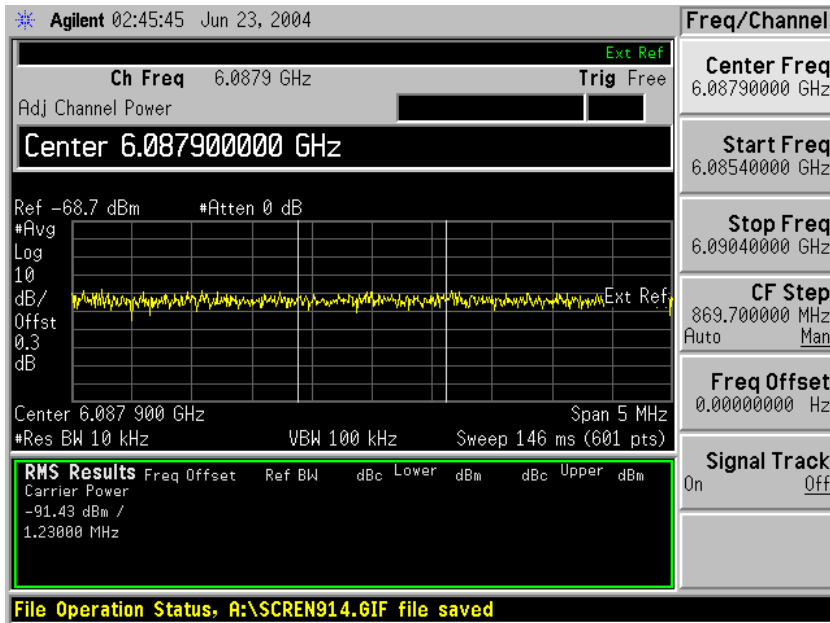 Agilent 02:45:45 Jun 23, 2004
Freq/Channel
Ext Ref
Ch Freq 6.0879 GHz Trig Free
Adj Channel Power
Center 6.087900000 GHz
Ref -68.7 dBm #Atten 0 dB
#Avg
Log
10
dB/
Offst
0.3
dB
Ext Ref
Center 6.087 900 GHz Span 5 MHz
#Res BW 10 kHz VBW 100 kHz Sweep 146 ms (601 pts)
RMS Results Freq Offset Ref BW dBc Lower dBm dBc Upper dBm
Carrier Power
-91.43 dBm /
1.23000 MHz
Center Freq
6.08790000 GHz
Start Freq
6.08540000 GHz
Stop Freq
6.09040000 GHz
CF Step
869.700000 MHz
Auto Man
Freq Offset
0.00000000 Hz
Signal Track
On Off
File Operation Status, A:\SCREN914.GIF file saved